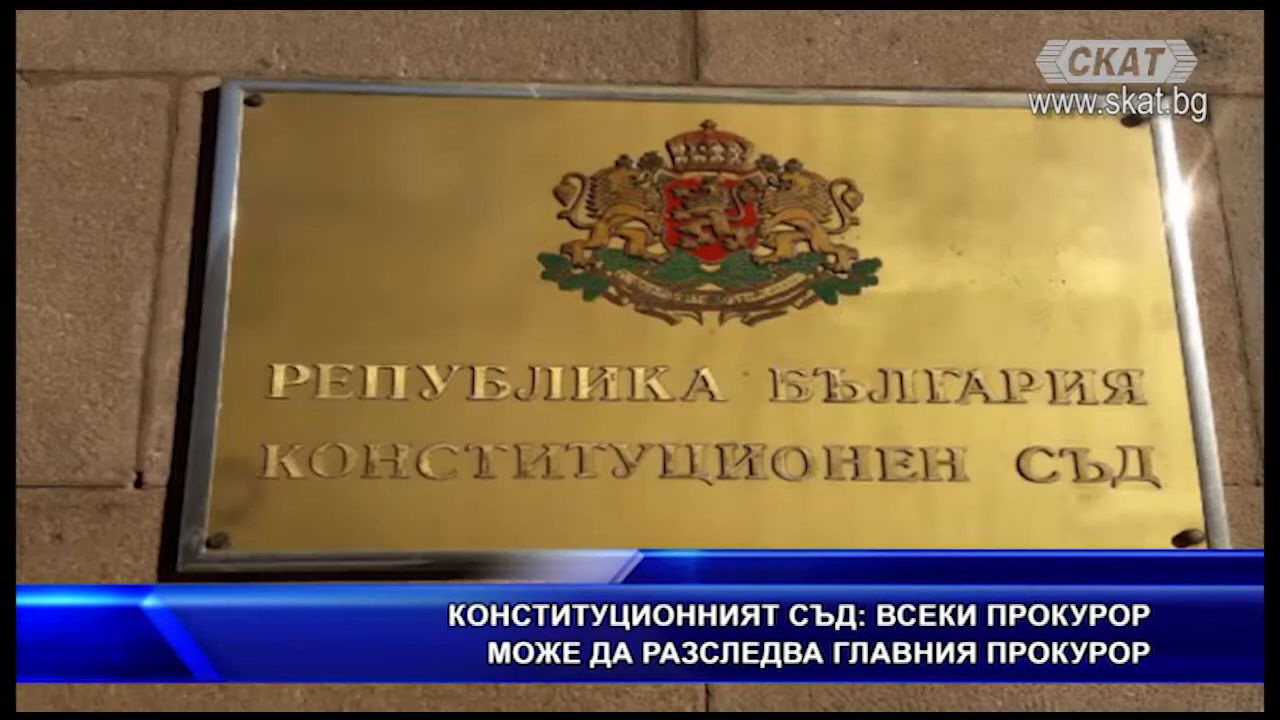 СКАТ
www.skat.bg
РЕПУБЛИКА БЪЛГАРИЯ
КОНСТИТУЦИОНЕН СЪД
КОНСТИТУЦИОННИЯТ СЪД: ВСЕКИ ПРОКУРОР
МОЖЕ ДА РАЗСЛЕДВА ГЛАВНИЯ ПРОКУРОР